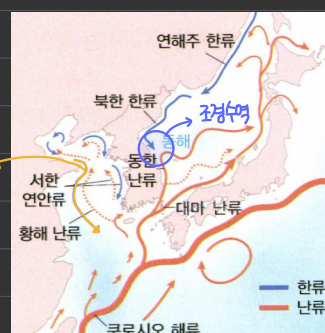 연해주 한류
북한 한류
조경수역
동해
동한
난류
서한
연안류
대마 난류
황해 난류
한류
난류
쿠로시오 해류